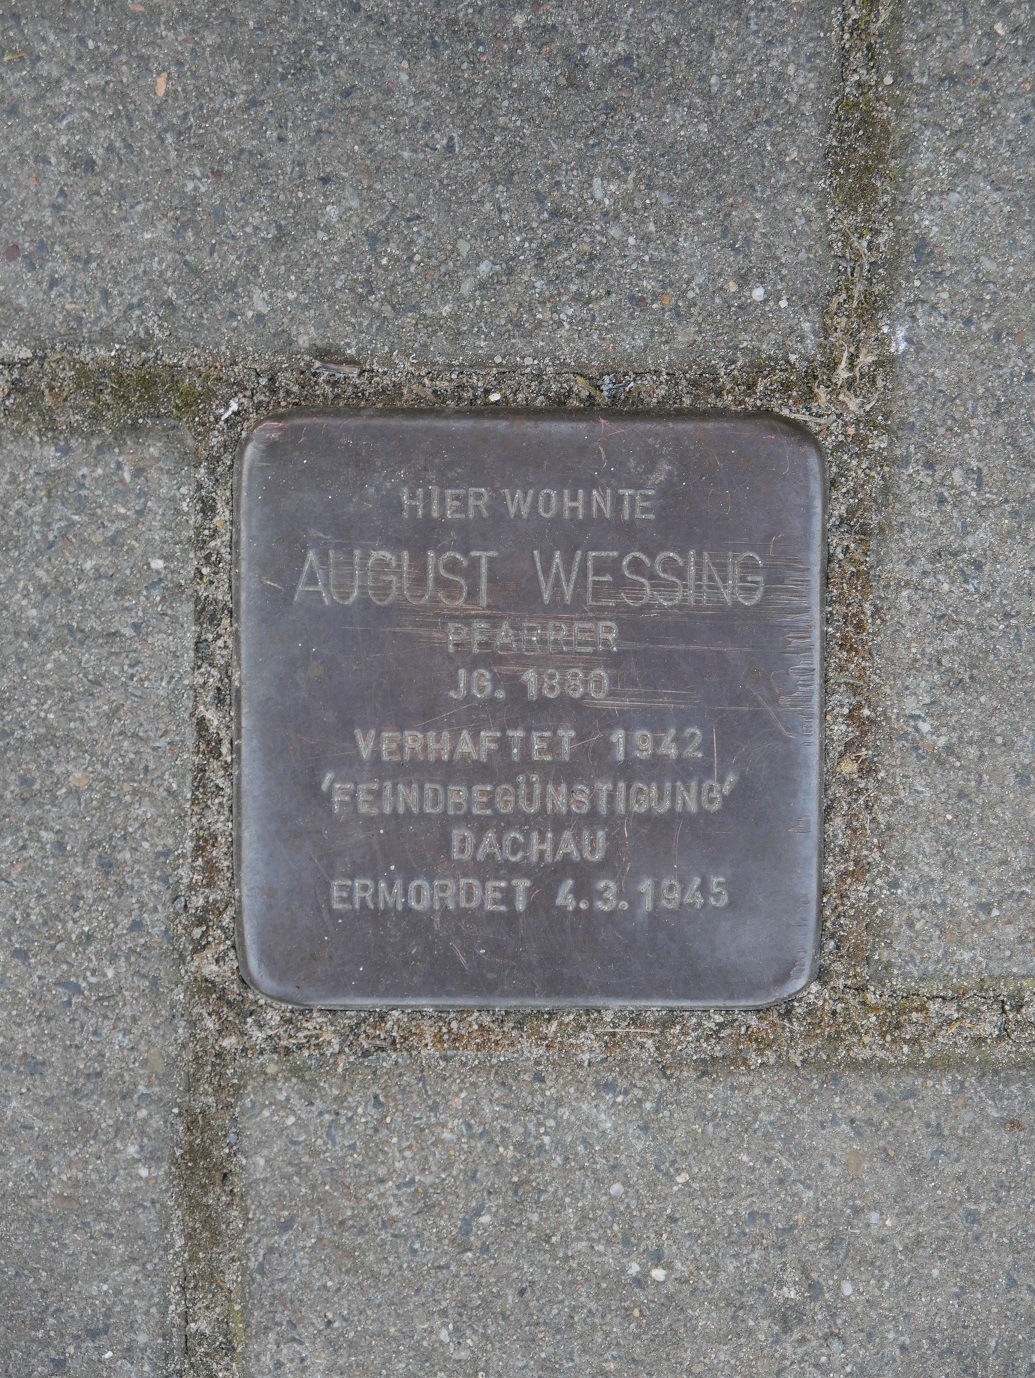 HIER WOHNTE
AUGUST WESSING
PFARRER
JG. 1880
VERHAFTET 1942
'FEINDBEGÜNSTIGUNG'
DACHAU
ERMORDET 4.3.1945